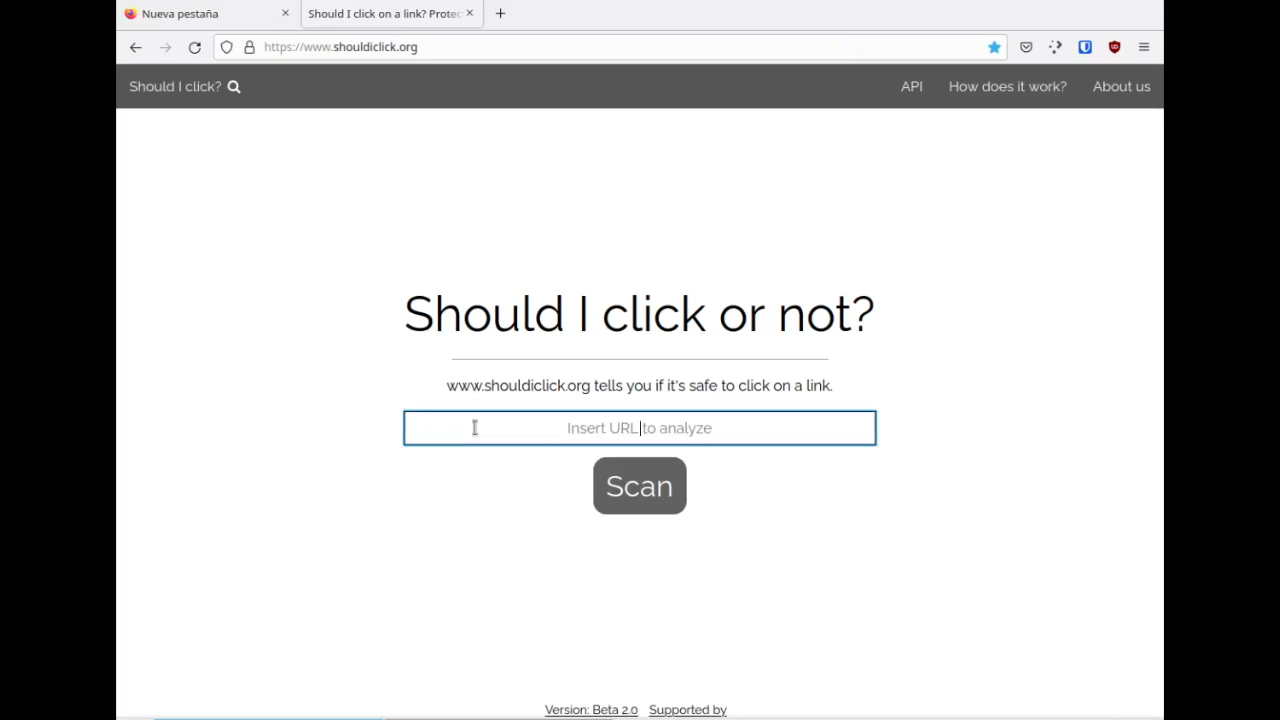 Nueva pestaña
Should I click on a link? Protec
https://www.shouldiclick.org
Should I click?
API
How does it work?
About us
Should I click or not?
www.shouldiclick.org tells you if it's safe to click on a link.
Insert URL to analyze
Scan
Version: Beta 2.0 Supported by